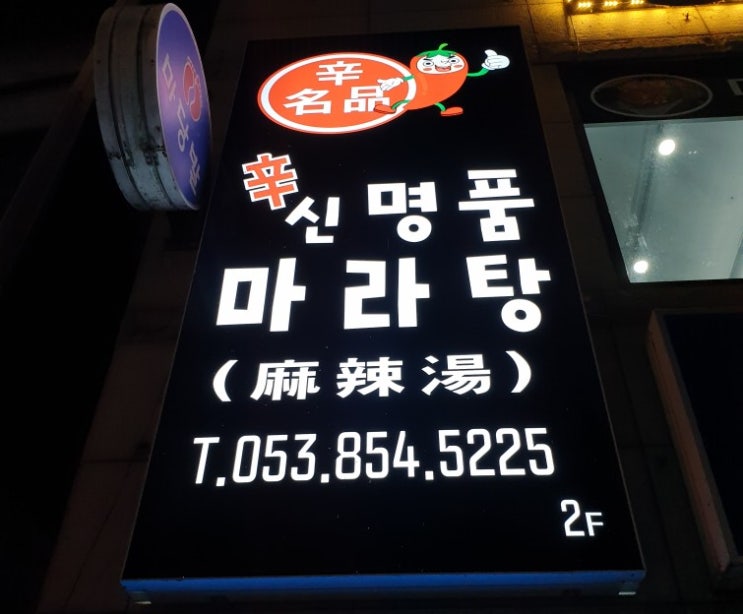 辛
名品
辛신명품
마라탕
(麻辣湯)
T.053.854.5225
2F